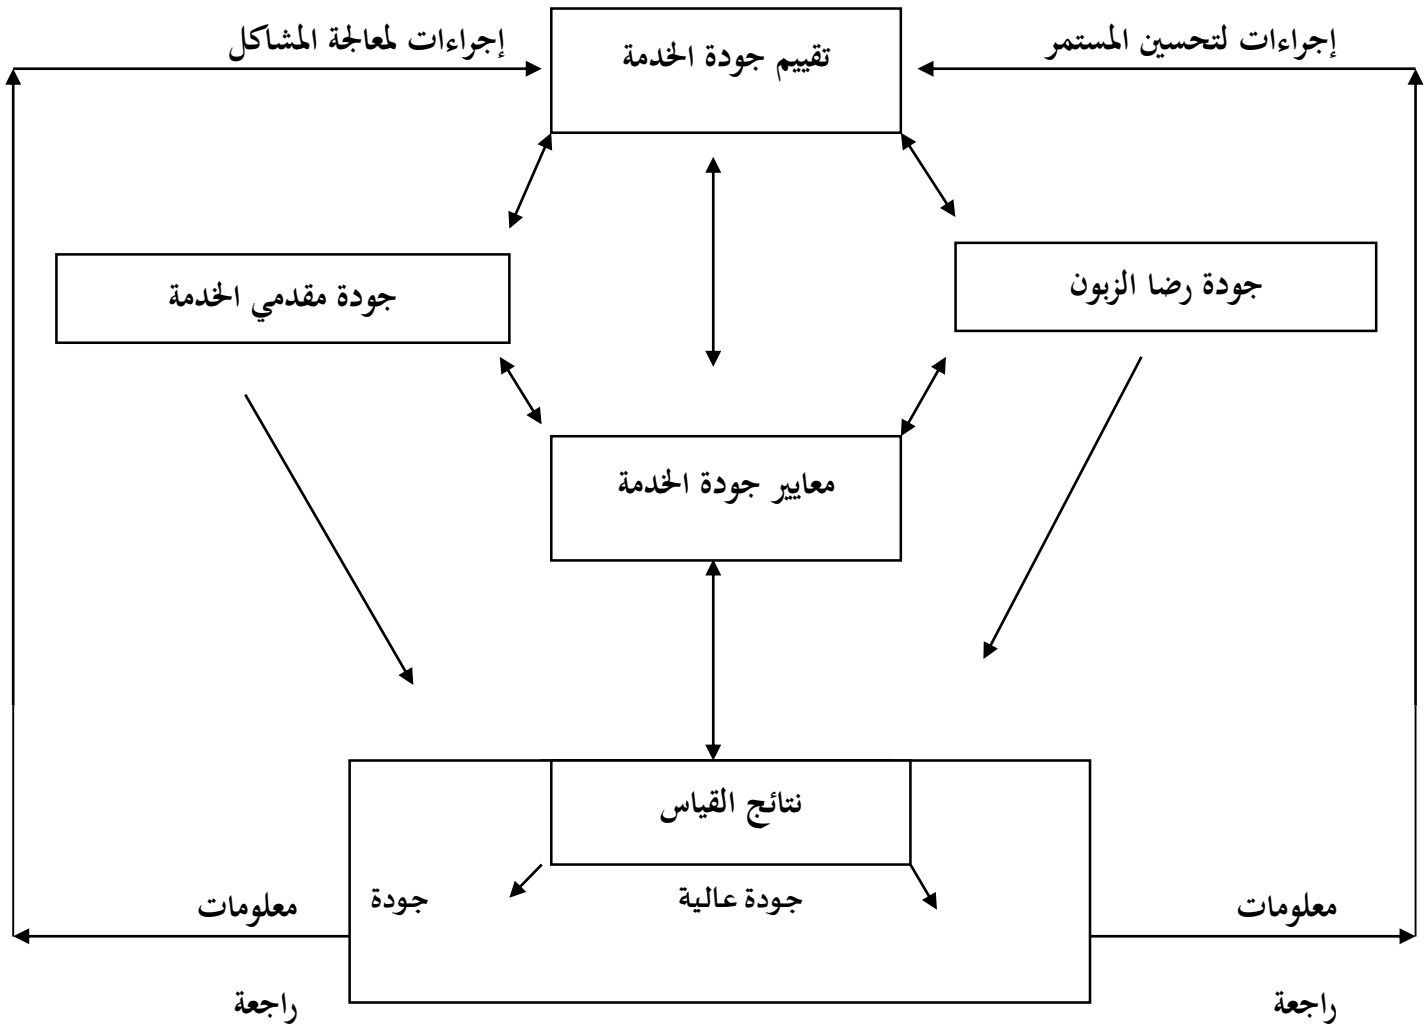 إجراءات لتحسين المستمر
تقييم جودة الخدمة
إجراءات لمعالجة المشاكل
جودة رضا الزبون
جودة مقدمي الخدمة
معايير جودة الخدمة
نتائج القياس
جودة عالية
جودة
معلومات
راجعة
معلومات
راجعة